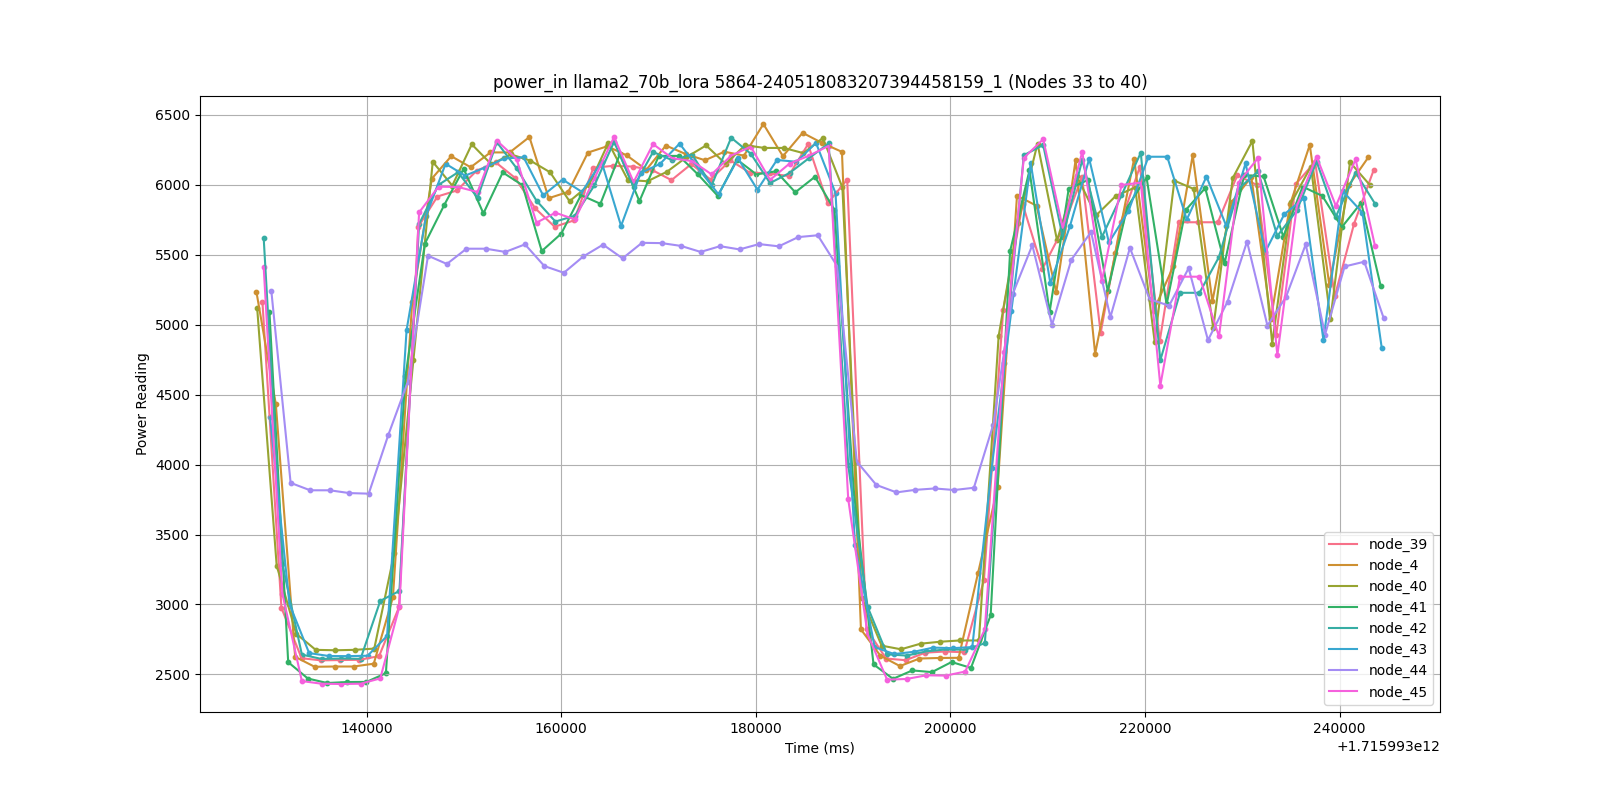 power_in llama2_70b_lora 5864-240518083207394458159_1 (Nodes 33 to 40)
6500
6000
5500
5000
4500
4000
3500
3000
2500
Power Reading
140000
160000
180000
200000
220000
240000
Time (ms)
+1.715993e12
node_39
node_4
node_40
node_41
node_42
node_43
node_44
node_45